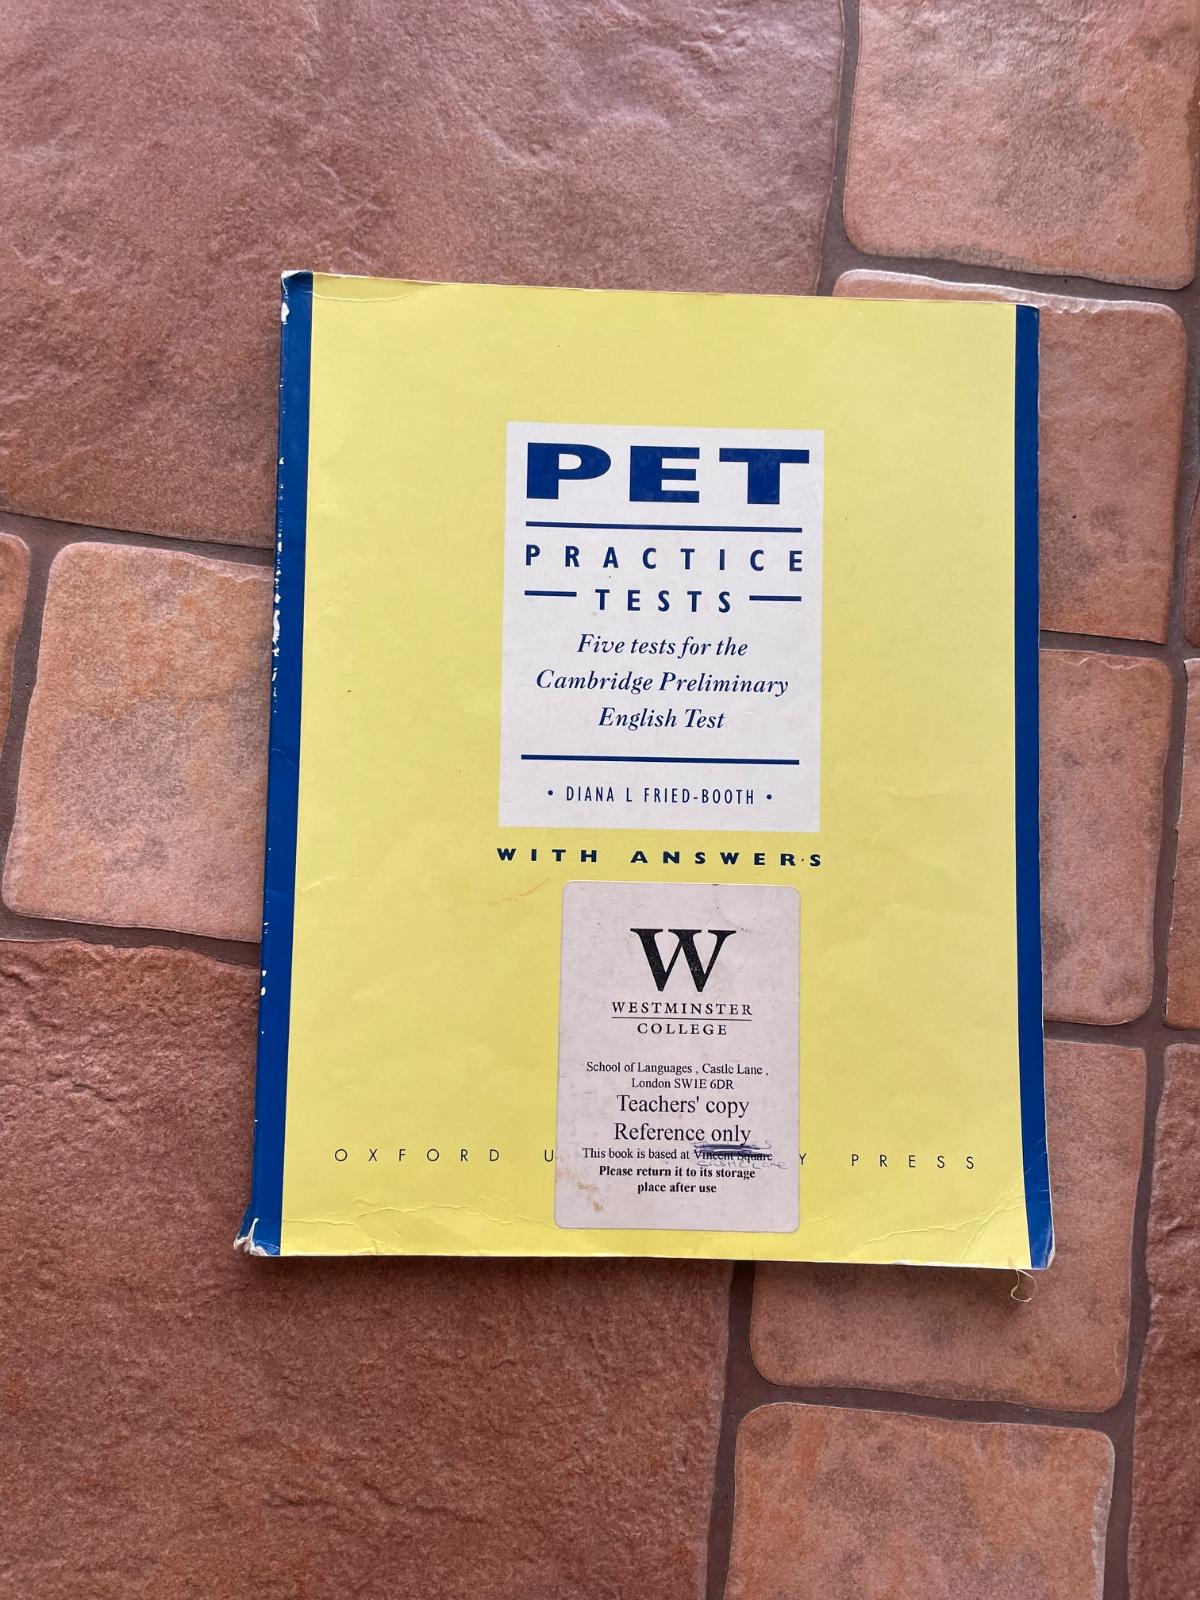 PET
PRACTICE
TESTS
Five tests for the
Cambridge Preliminary
English Test
• DIANA L FRIED-BOOTH •
WITH ANSWERS
W
WESTMINSTER
COLLEGE
School of Languages , Castle Lane ,
London SW1E 6DR
Teachers' copy
Reference only
This book is based at Vincent Square
Castle Lane
Please return it to its storage
place after use
OXFORD U Y PRESS